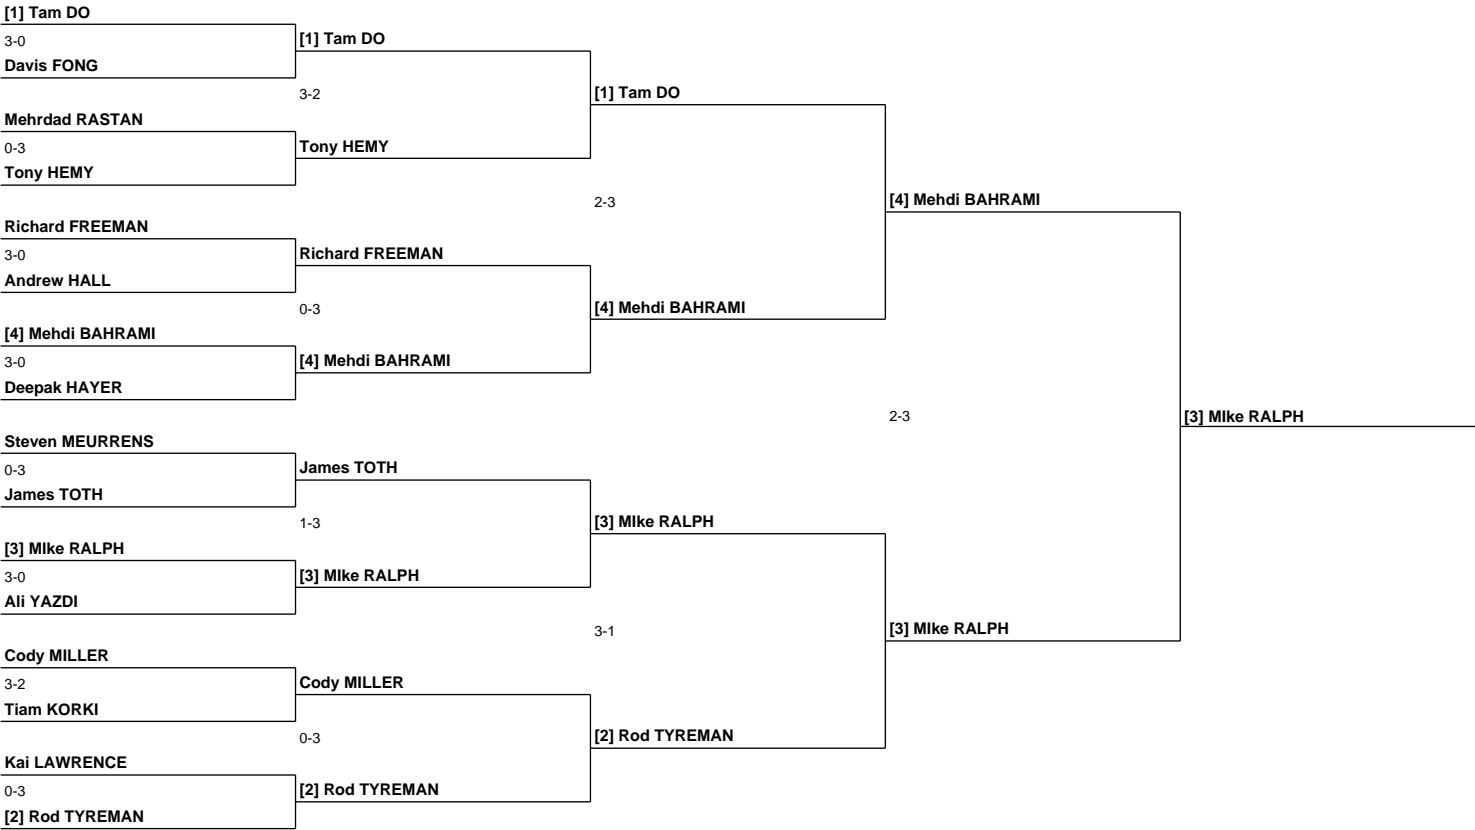 [1] Tam DO
3-0
Davis FONG
Mehrdad RASTAN
0-3
Tony HEMY
Richard FREEMAN
3-0
Andrew HALL
[4] Mehdi BAHRAMI
3-0
Deepak HAYER
Steven MEURRENS
0-3
James TOTH
[3] MIke RALPH
3-0
Ali YAZDI
Cody MILLER
3-2
Tiam KORKI
Kai LAWRENCE
0-3
[2] Rod TYREMAN
[1] Tam DO
3-2
Tony HEMY
Richard FREEMAN
0-3
[4] Mehdi BAHRAMI
James TOTH
1-3
[3] MIke RALPH
Cody MILLER
0-3
[2] Rod TYREMAN
[1] Tam DO
2-3
[4] Mehdi BAHRAMI
[3] MIke RALPH
3-1
[2] Rod TYREMAN
[4] Mehdi BAHRAMI
2-3
[3] MIke RALPH
[3] MIke RALPH